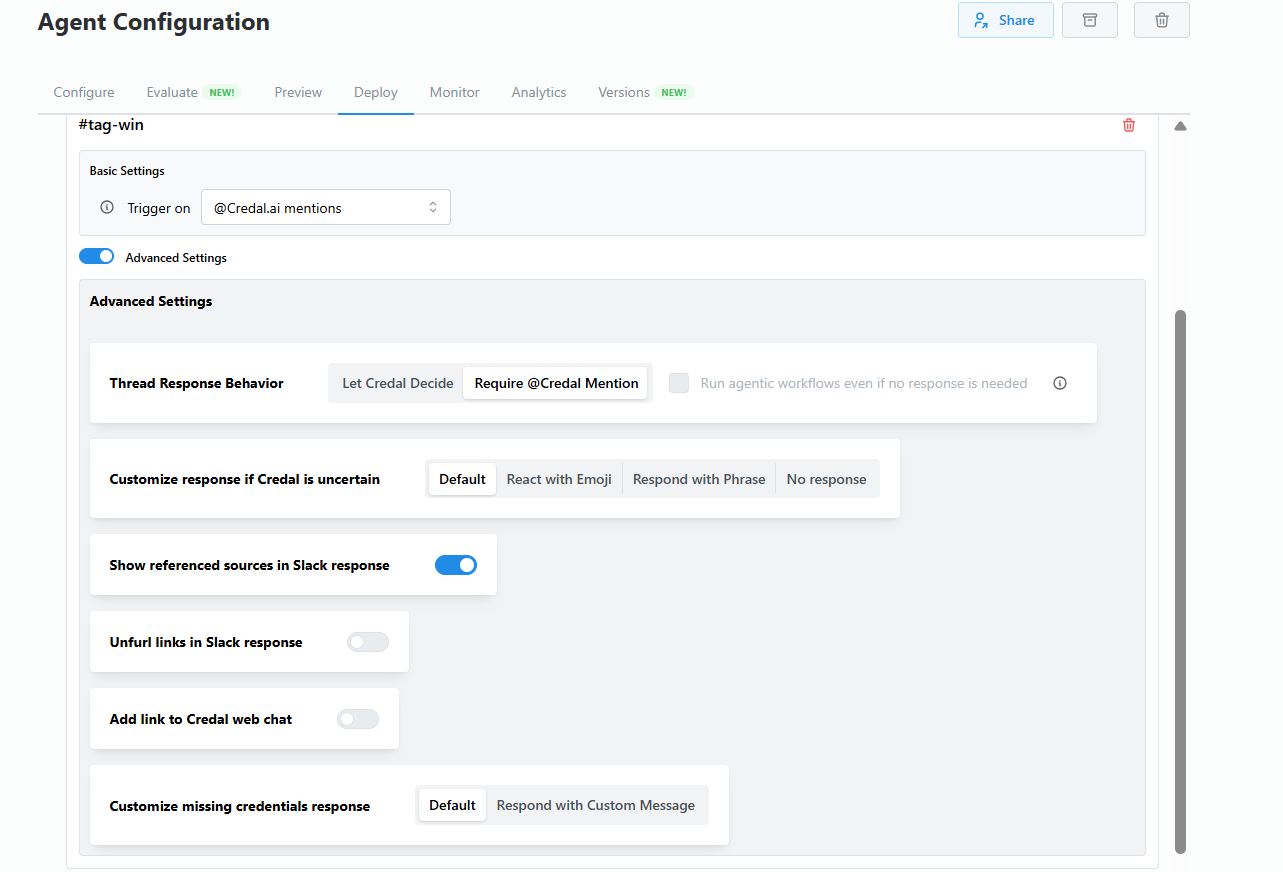 Agent Configuration
Share
Configure Evaluate NEW! Preview Deploy Monitor Analytics Versions NEW!
#tag-win
Basic Settings
Trigger on @Credal.ai mentions
Advanced Settings
Advanced Settings
Thread Response Behavior Let Credal Decide Require @Credal Mention Run agentic workflows even if no response is needed
Customize response if Credal is uncertain Default React with Emoji Respond with Phrase No response
Show referenced sources in Slack response
Unfurl links in Slack response
Add link to Credal web chat
Customize missing credentials response Default Respond with Custom Message